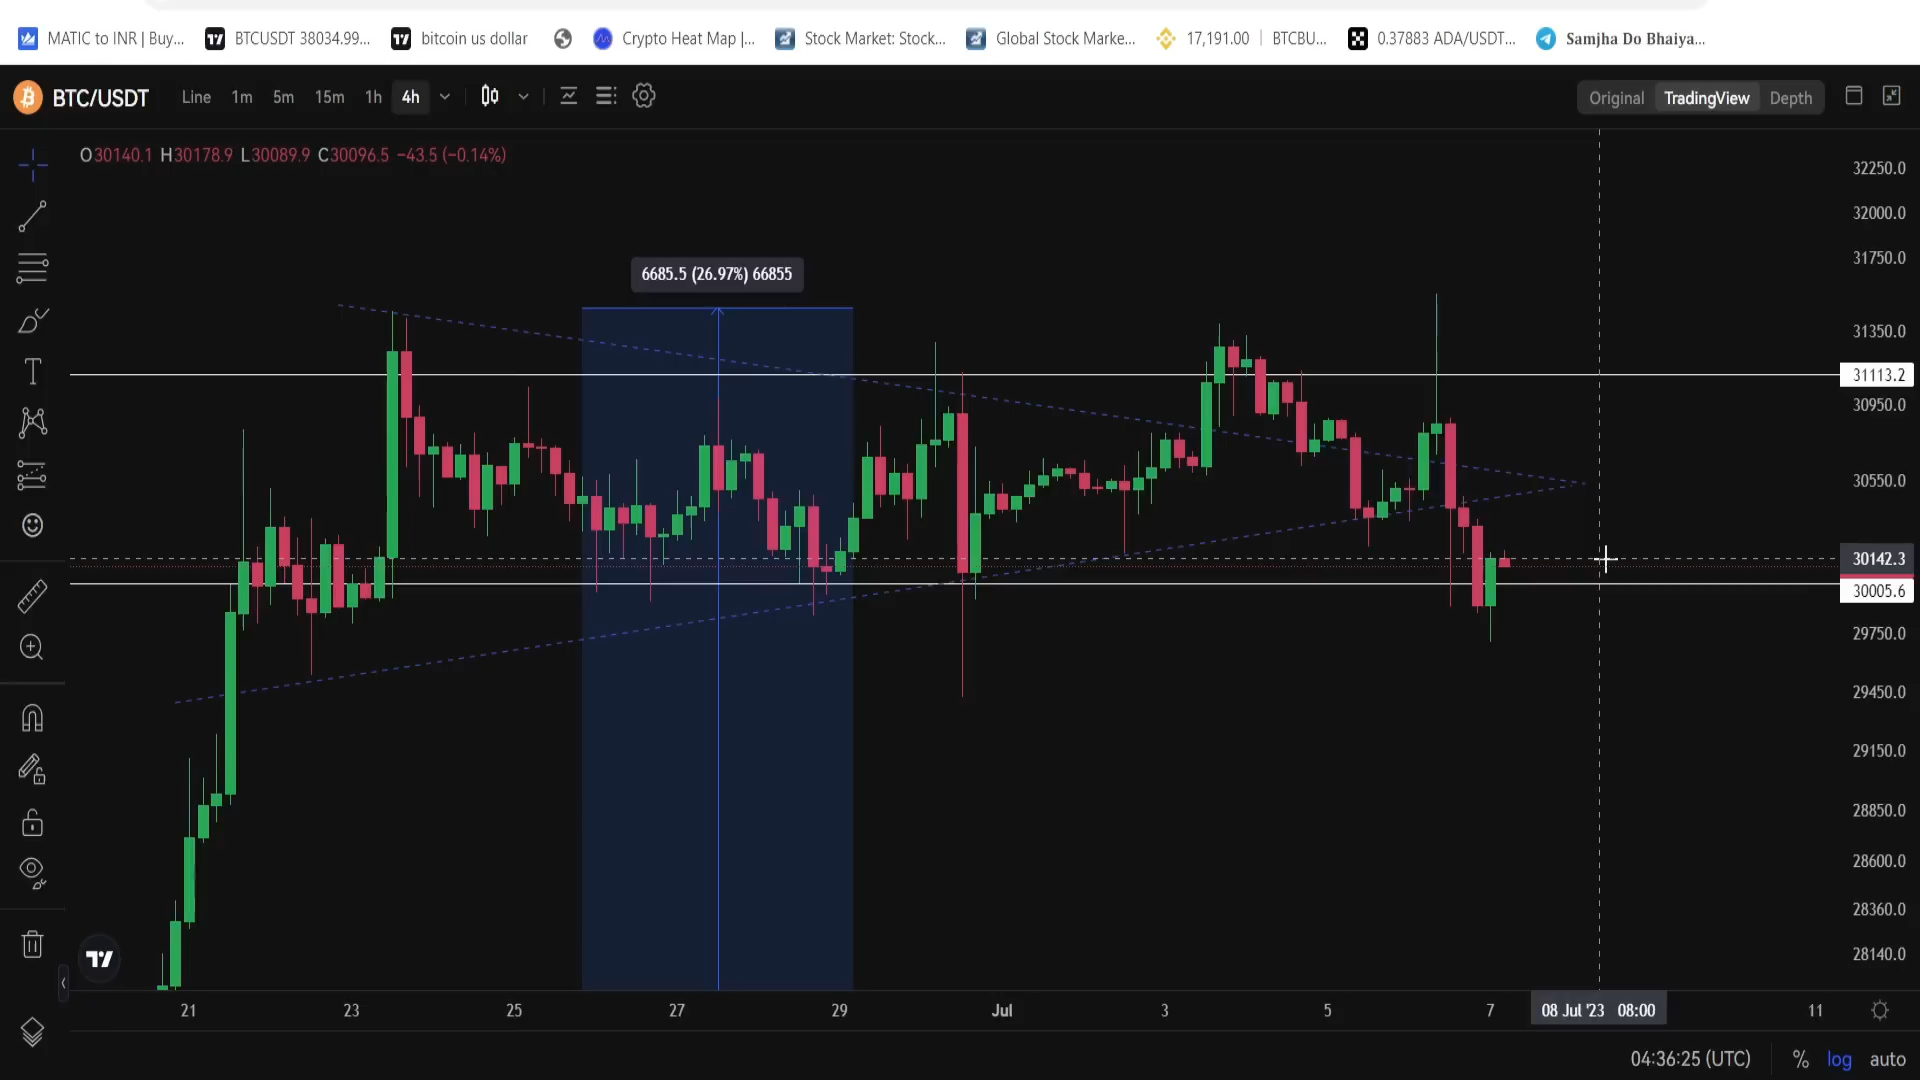 MATIC to INR | Buy... BTCUSDT 38034.99... bitcoin us dollar Crypto Heat Map |... Stock Market: Stock... Global Stock Marke... 17,191.00 | BTCBU... 0.37883 ADA/USDT... Samjha Do Bhaiya...
BTC/USDT Line 1m 5m 15m 1h 4h Original TradingView Depth
O30140.1 H30178.9 L30089.9 C30096.5 −43.5 (−0.14%)
6685.5 (26.97%) 66855
32250.0
32000.0
31750.0
31350.0
31113.2
30950.0
30550.0
30142.3
30005.6
29750.0
29450.0
29150.0
28850.0
28600.0
28360.0
28140.0
21 23 25 27 29 Jul 3 5 7 08 Jul '23 08:00 11
04:36:25 (UTC) % log auto